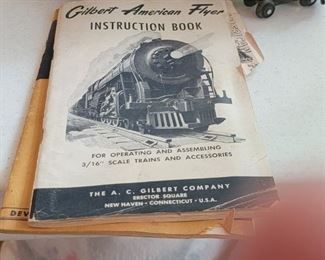 Gilbert American Flyer
INSTRUCTION BOOK
FOR OPERATING AND ASSEMBLING
3/16" SCALE TRAINS AND ACCESSORIES
THE A. C. GILBERT COMPANY
ERECTOR SQUARE
NEW HAVEN · CONNECTICUT · U.S.A.
DEV